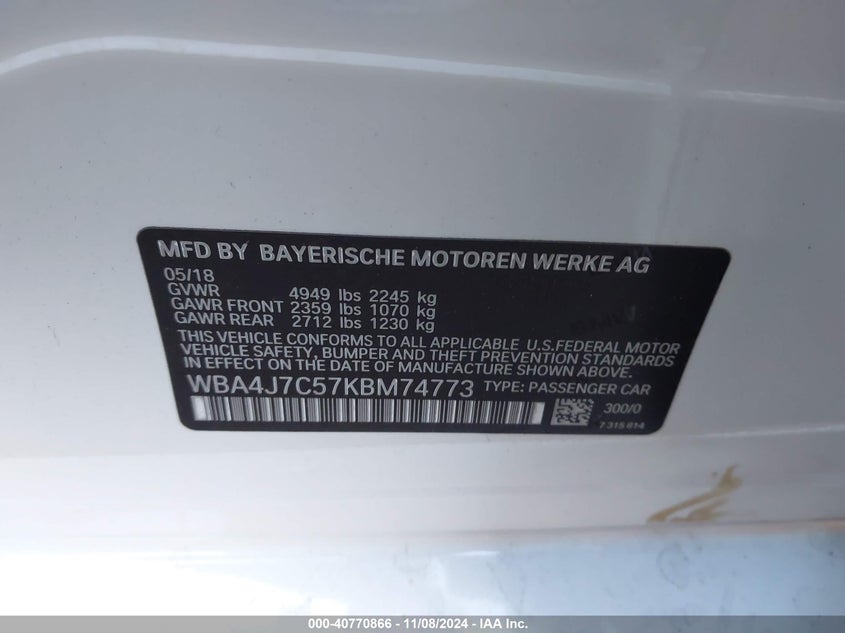 MFD BY BAYERISCHE MOTOREN WERKE AG
05/18
GVWR 4949 lbs 2245 kg
GAWR FRONT 2359 lbs 1070 kg
GAWR REAR 2712 lbs 1230 kg
THIS VEHICLE CONFORMS TO ALL APPLICABLE U.S.FEDERAL MOTOR
VEHICLE SAFETY, BUMPER AND THEFT PREVENTION STANDARDS
IN EFFECT ON THE DATE OF MANUFACTURE SHOWN ABOVE.
WBA4J7C57KBM74773 TYPE: PASSENGER CAR
300/0
7 315 614
000-40770866 - 11/08/2024 - IAA Inc.